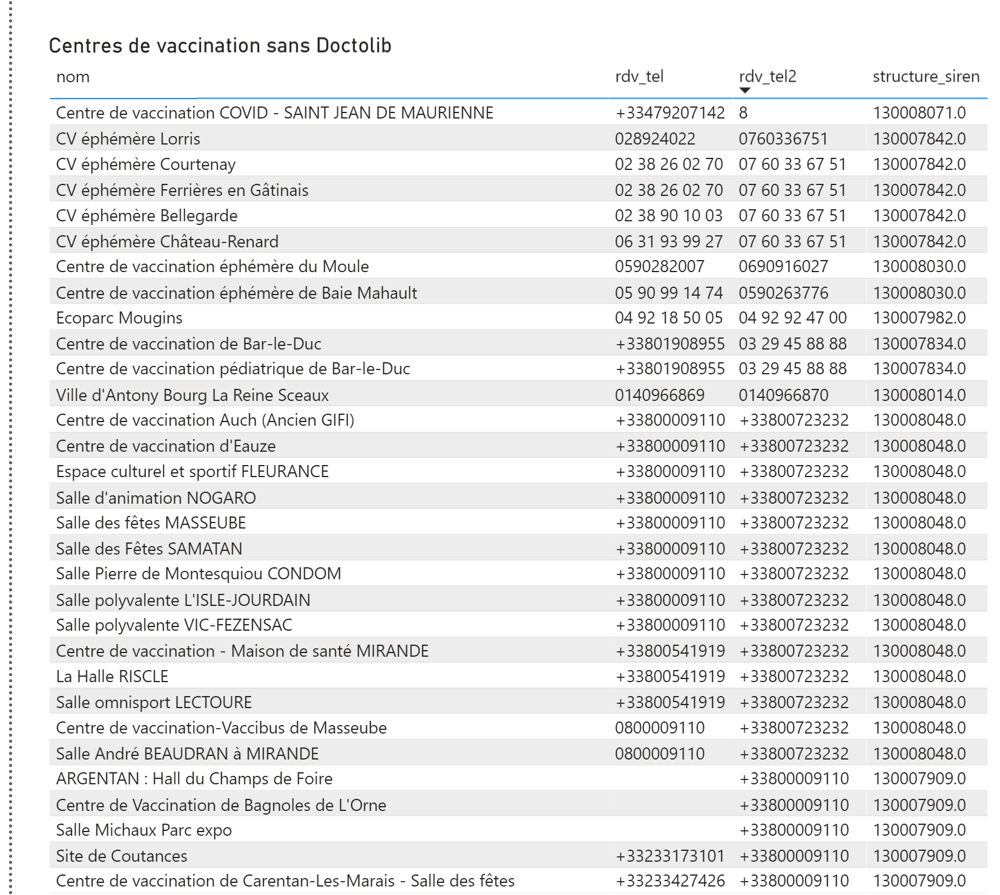 Centres de vaccination sans Doctolib
nom rdv_tel rdv_tel2 structure_siren
Centre de vaccination COVID - SAINT JEAN DE MAURIENNE +33479207142 8 130008071.0
CV éphémère Lorris 028924022 0760336751 130007842.0
CV éphémère Courtenay 02 38 26 02 70 07 60 33 67 51 130007842.0
CV éphémère Ferrières en Gâtinais 02 38 26 02 70 07 60 33 67 51 130007842.0
CV éphémère Bellegarde 02 38 90 10 03 07 60 33 67 51 130007842.0
CV éphémère Château-Renard 06 31 93 99 27 07 60 33 67 51 130007842.0
Centre de vaccination éphémère du Moule 0590282007 0690916027 130008030.0
Centre de vaccination éphémère de Baie Mahault 05 90 99 14 74 0590263776 130008030.0
Ecoparc Mougins 04 92 18 50 05 04 92 92 47 00 130007982.0
Centre de vaccination de Bar-le-Duc +33801908955 03 29 45 88 88 130007834.0
Centre de vaccination pédiatrique de Bar-le-Duc +33801908955 03 29 45 88 88 130007834.0
Ville d'Antony Bourg La Reine Sceaux 0140966869 0140966870 130008014.0
Centre de vaccination Auch (Ancien GIFI) +33800009110 +33800723232 130008048.0
Centre de vaccination d'Eauze +33800009110 +33800723232 130008048.0
Espace culturel et sportif FLEURANCE +33800009110 +33800723232 130008048.0
Salle d'animation NOGARO +33800009110 +33800723232 130008048.0
Salle des fêtes MASSEUBE +33800009110 +33800723232 130008048.0
Salle des Fêtes SAMATAN +33800009110 +33800723232 130008048.0
Salle Pierre de Montesquiou CONDOM +33800009110 +33800723232 130008048.0
Salle polyvalente L'ISLE-JOURDAIN +33800009110 +33800723232 130008048.0
Salle polyvalente VIC-FEZENSAC +33800009110 +33800723232 130008048.0
Centre de vaccination - Maison de santé MIRANDE +33800541919 +33800723232 130008048.0
La Halle RISCLE +33800541919 +33800723232 130008048.0
Salle omnisport LECTOURE +33800541919 +33800723232 130008048.0
Centre de vaccination-Vaccibus de Masseube 0800009110 +33800723232 130008048.0
Salle André BEAUDRAN à MIRANDE 0800009110 +33800723232 130008048.0
ARGENTAN : Hall du Champs de Foire +33800009110 130007909.0
Centre de Vaccination de Bagnoles de L'Orne +33800009110 130007909.0
Salle Michaux Parc expo +33800009110 130007909.0
Site de Coutances +33233173101 +33800009110 130007909.0
Centre de vaccination de Carentan-Les-Marais - Salle des fêtes +33233427426 +33800009110 130007909.0